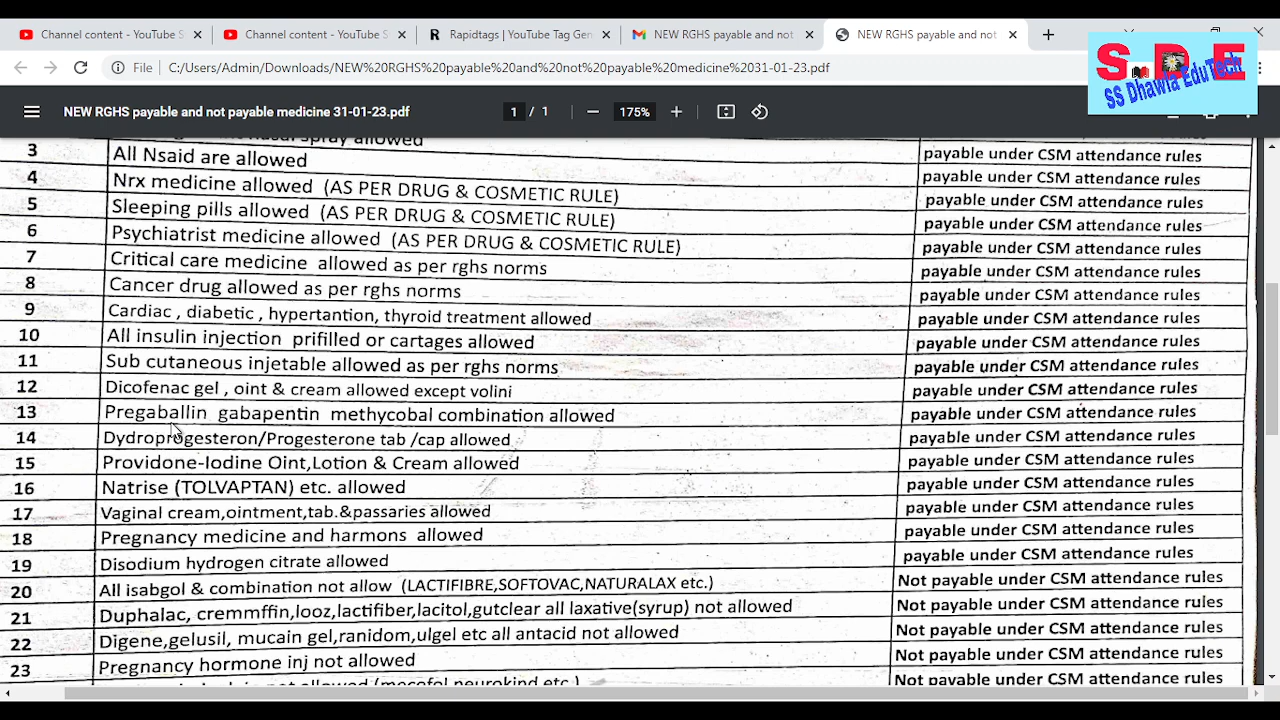 Channel content - YouTube S
Channel content - YouTube S
Rapidtags | YouTube Tag Gen
NEW RGHS payable and not
NEW RGHS payable and not
File C:/Users/Admin/Downloads/NEW%20RGHS%20payable%20and%20not%20payable%20medicine%2031-01-23.pdf
SS Dhawla EduTech
NEW RGHS payable and not payable medicine 31-01-23.pdf 1 / 1 175%
spray allowed
3 All Nsaid are allowed payable under CSM attendance rules
4 Nrx medicine allowed (AS PER DRUG & COSMETIC RULE) payable under CSM attendance rules
5 Sleeping pills allowed (AS PER DRUG & COSMETIC RULE) payable under CSM attendance rules
6 Psychiatrist medicine allowed (AS PER DRUG & COSMETIC RULE) payable under CSM attendance rules
7 Critical care medicine allowed as per rghs norms payable under CSM attendance rules
8 Cancer drug allowed as per rghs norms payable under CSM attendance rules
9 Cardiac , diabetic , hypertantion, thyroid treatment allowed payable under CSM attendance rules
10 All insulin injection prifilled or cartages allowed payable under CSM attendance rules
11 Sub cutaneous injetable allowed as per rghs norms payable under CSM attendance rules
12 Dicofenac gel , oint & cream allowed except volini payable under CSM attendance rules
13 Pregaballin gabapentin methycobal combination allowed payable under CSM attendance rules
14 Dydroprogesteron/Progesterone tab /cap allowed payable under CSM attendance rules
15 Providone-Iodine Oint,Lotion & Cream allowed payable under CSM attendance rules
16 Natrise (TOLVAPTAN) etc. allowed payable under CSM attendance rules
17 Vaginal cream,ointment,tab.&passaries allowed payable under CSM attendance rules
18 Pregnancy medicine and harmons allowed payable under CSM attendance rules
19 Disodium hydrogen citrate allowed payable under CSM attendance rules
20 All isabgol & combination not allow (LACTIFIBRE,SOFTOVAC,NATURALAX etc.) Not payable under CSM attendance rules
21 Duphalac, cremmffin,looz,lactifiber,lacitol,gutclear all laxative(syrup) not allowed Not payable under CSM attendance rules
22 Digene,gelusil, mucain gel,ranidom,ulgel etc all antacid not allowed Not payable under CSM attendance rules
23 Pregnancy hormone inj not allowed Not payable under CSM attendance rules
not allowed (mecofol neurokind etc ) Not payable under CSM attendance rules